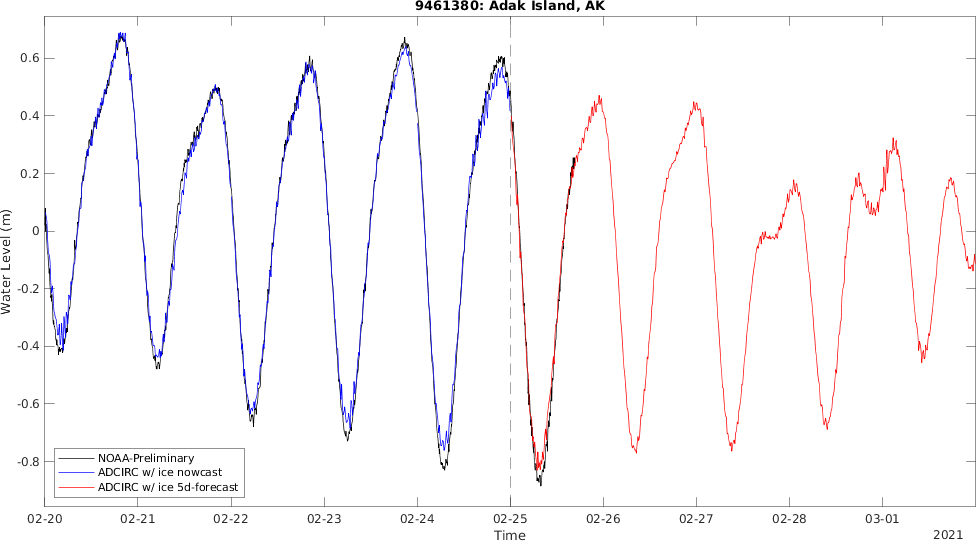 9461380: Adak Island, AK
Water Level (m)
0.6
0.4
0.2
0
-0.2
-0.4
-0.6
-0.8
NOAA-Preliminary
ADCIRC w/ ice nowcast
ADCIRC w/ ice 5d-forecast
02-20 02-21 02-22 02-23 02-24 02-25 02-26 02-27 02-28 03-01
Time
2021